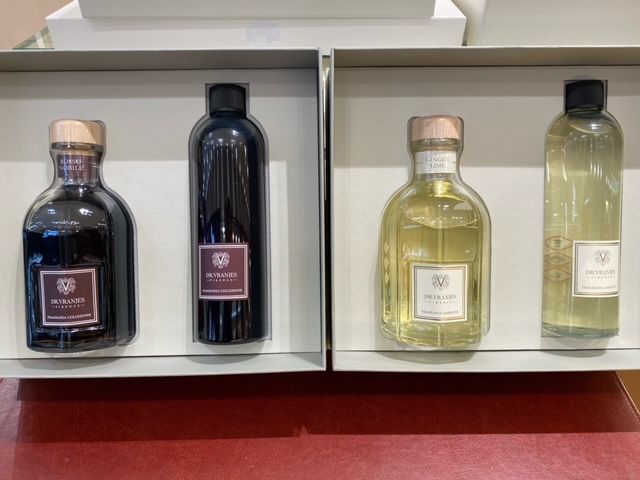 ROSSO
NOBILE
V
DR.VRANJES
FIRENZE
FRAGRANZA COLLEZIONE
V
DR.VRANJES
FIRENZE
FRAGRANZA COLLEZIONE
GINGER
LIME
V
DR.VRANJES
FIRENZE
FRAGRANZA AMBIENTE
V
DR.VRANJES
FIRENZE
FRAGRANZA AMBIENTE